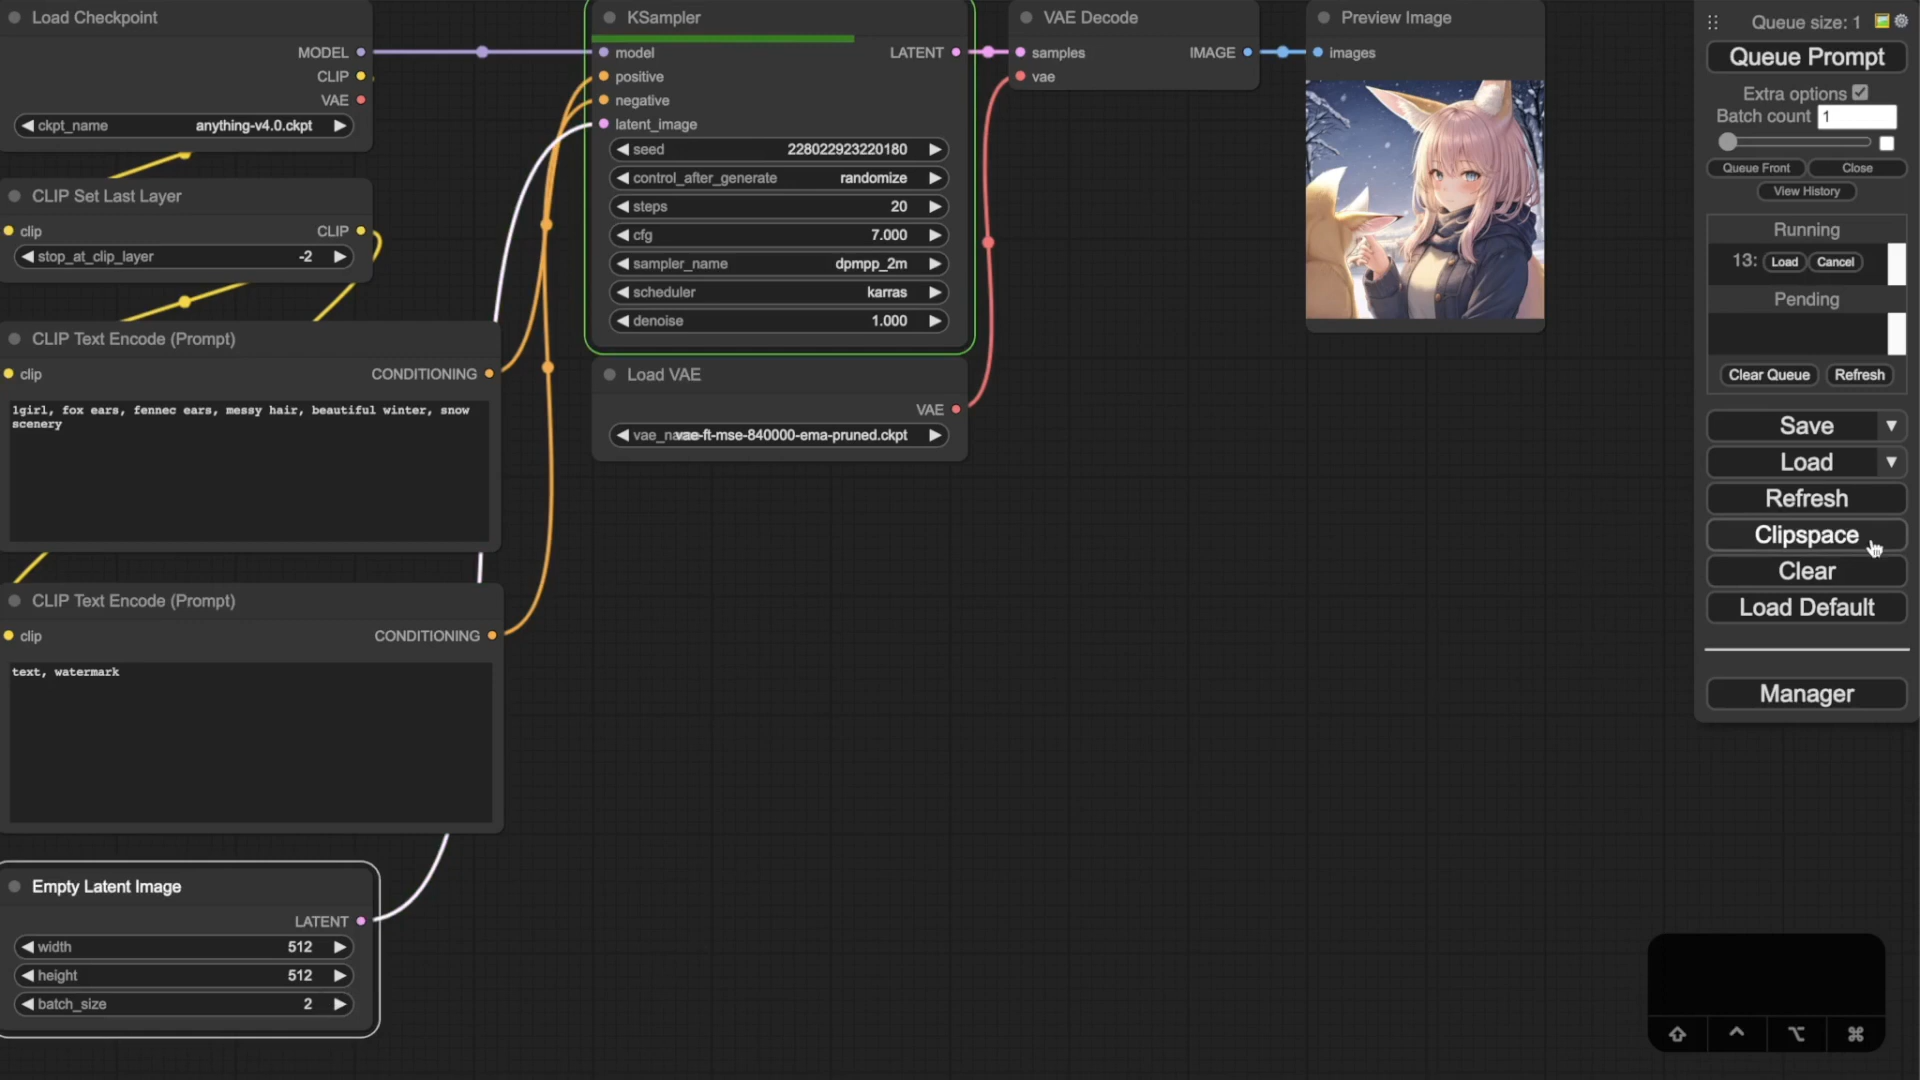 Load Checkpoint
MODEL
CLIP
VAE
ckpt_name anything-v4.0.ckpt
CLIP Set Last Layer
clip CLIP
stop_at_clip_layer -2
CLIP Text Encode (Prompt)
clip CONDITIONING
1girl, fox ears, fennec ears, messy hair, beautiful winter, snow
scenery
CLIP Text Encode (Prompt)
clip CONDITIONING
text, watermark
Empty Latent Image
LATENT
width 512
height 512
batch_size 2
KSampler
model LATENT
positive
negative
latent_image
seed 228022923220180
control_after_generate randomize
steps 20
cfg 7.000
sampler_name dpmpp_2m
scheduler karras
denoise 1.000
Load VAE
VAE
vae_na vae-ft-mse-840000-ema-pruned.ckpt
VAE Decode
samples IMAGE
vae
Preview Image
images
Queue size: 1
Queue Prompt
Extra options
Batch count 1
Queue Front Close
View History
Running
13: Load Cancel
Pending
Clear Queue Refresh
Save
Load
Refresh
Clipspace
Clear
Load Default
Manager